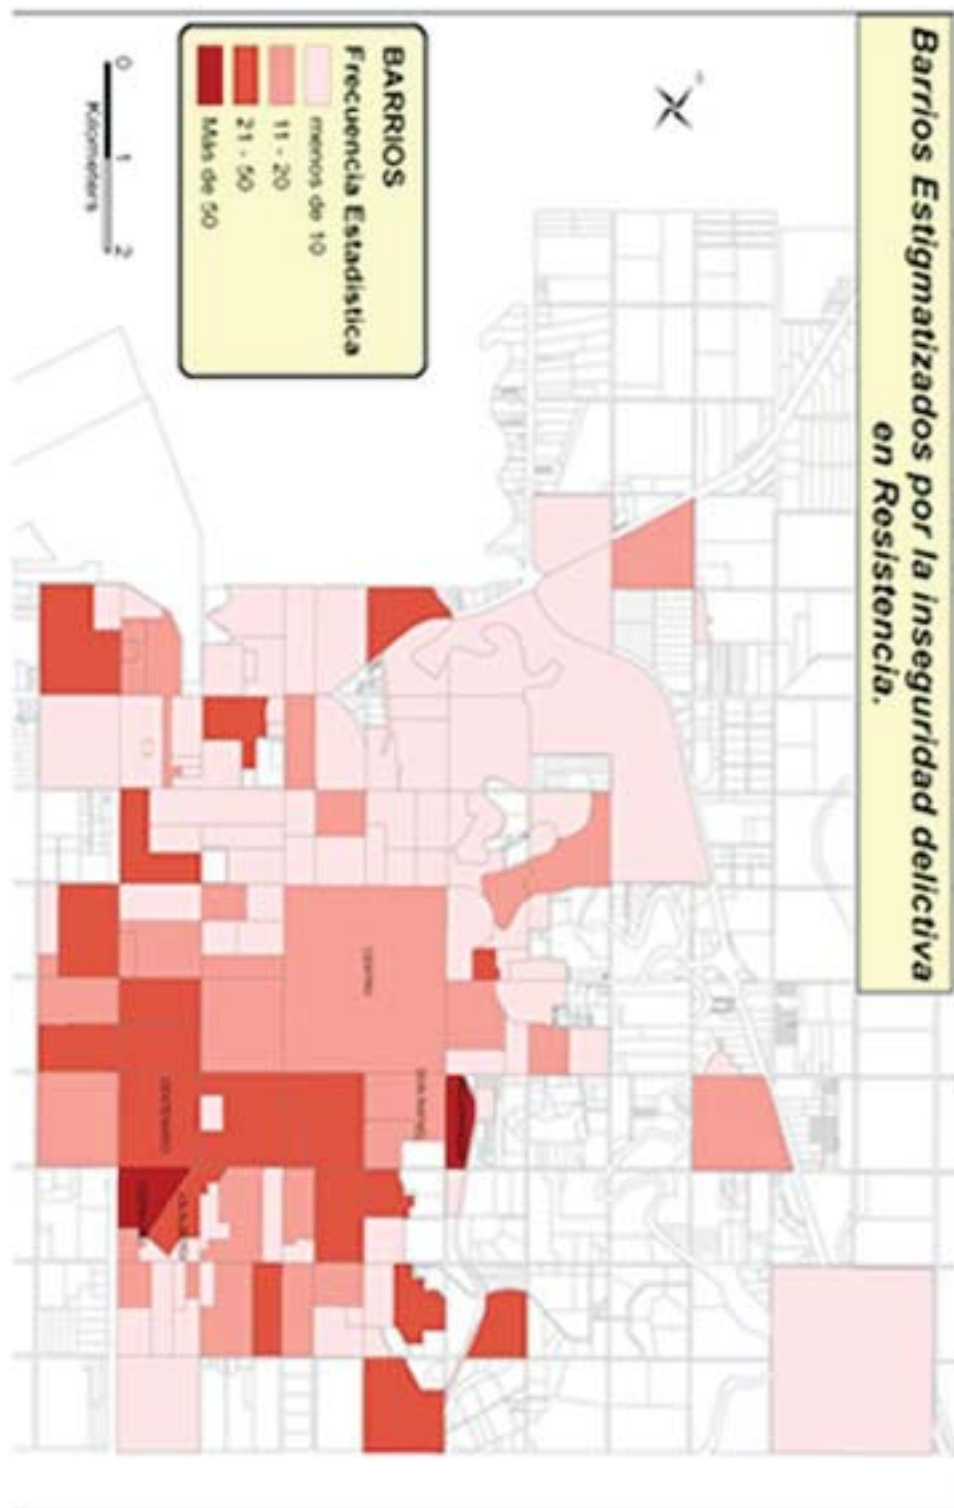 Barrios Estigmatizados por la inseguridad delictiva
en Resistencia.
BARRIOS
Frecuencia Estadística
menos de 10
11 - 20
21 - 50
Más de 50
0 1 2
Kilometers
CENTRO